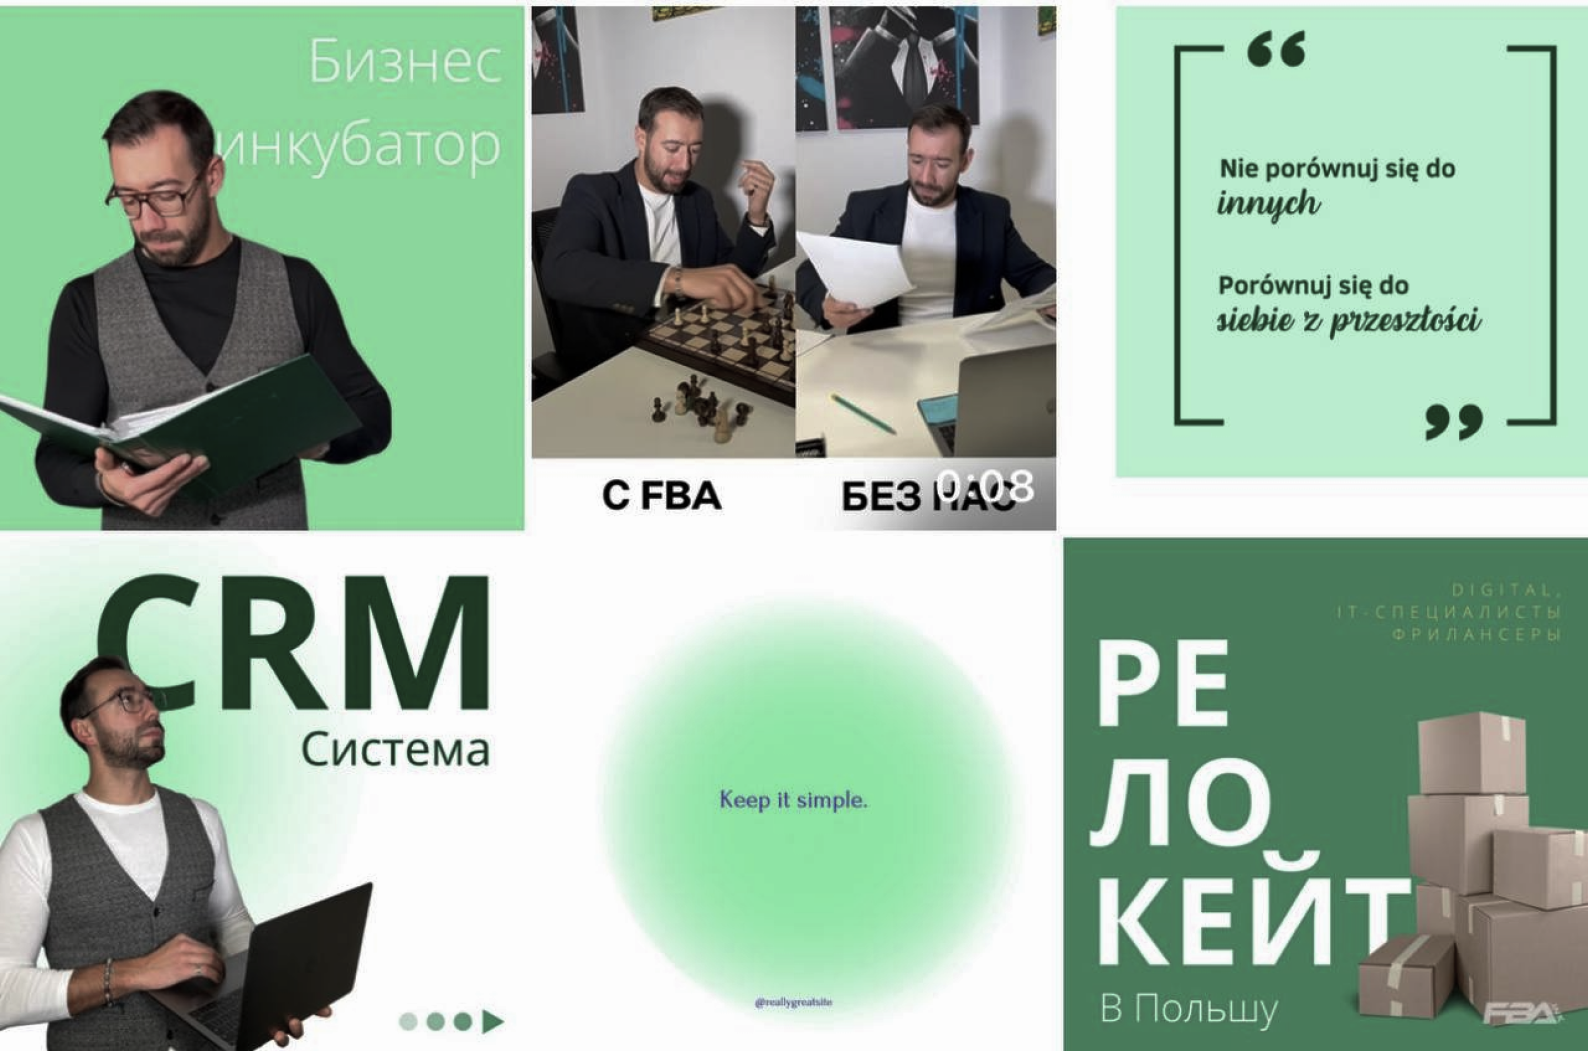 Бизнес
инкубатор
С FBA
БЕЗ НАС
0:08
“
Nie porównuj się do
innych
Porównuj się do
siebie z przeszłości
”
CRM
Система
Keep it simple.
@reallygreatsite
DIGITAL,
IT-СПЕЦИАЛИСТЫ
ФРИЛАНСЕРЫ
РЕ
ЛО
КЕЙТ
В Польшу
FBA